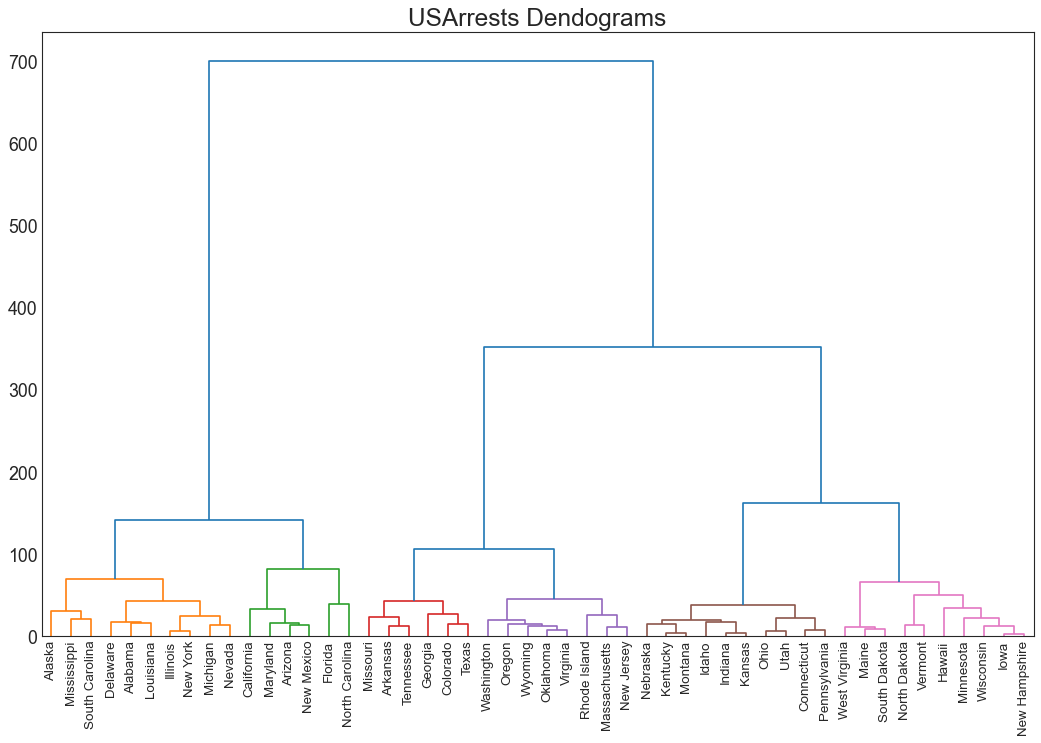 USArrests Dendograms
700
600
500
400
300
200
100
0
Alaska
Mississippi
South Carolina
Delaware
Alabama
Louisiana
Illinois
New York
Michigan
Nevada
California
Maryland
Arizona
New Mexico
Florida
North Carolina
Missouri
Arkansas
Tennessee
Georgia
Colorado
Texas
Washington
Oregon
Wyoming
Oklahoma
Virginia
Rhode Island
Massachusetts
New Jersey
Nebraska
Kentucky
Montana
Idaho
Indiana
Kansas
Ohio
Utah
Connecticut
Pennsylvania
West Virginia
Maine
South Dakota
North Dakota
Vermont
Hawaii
Minnesota
Wisconsin
Iowa
New Hampshire